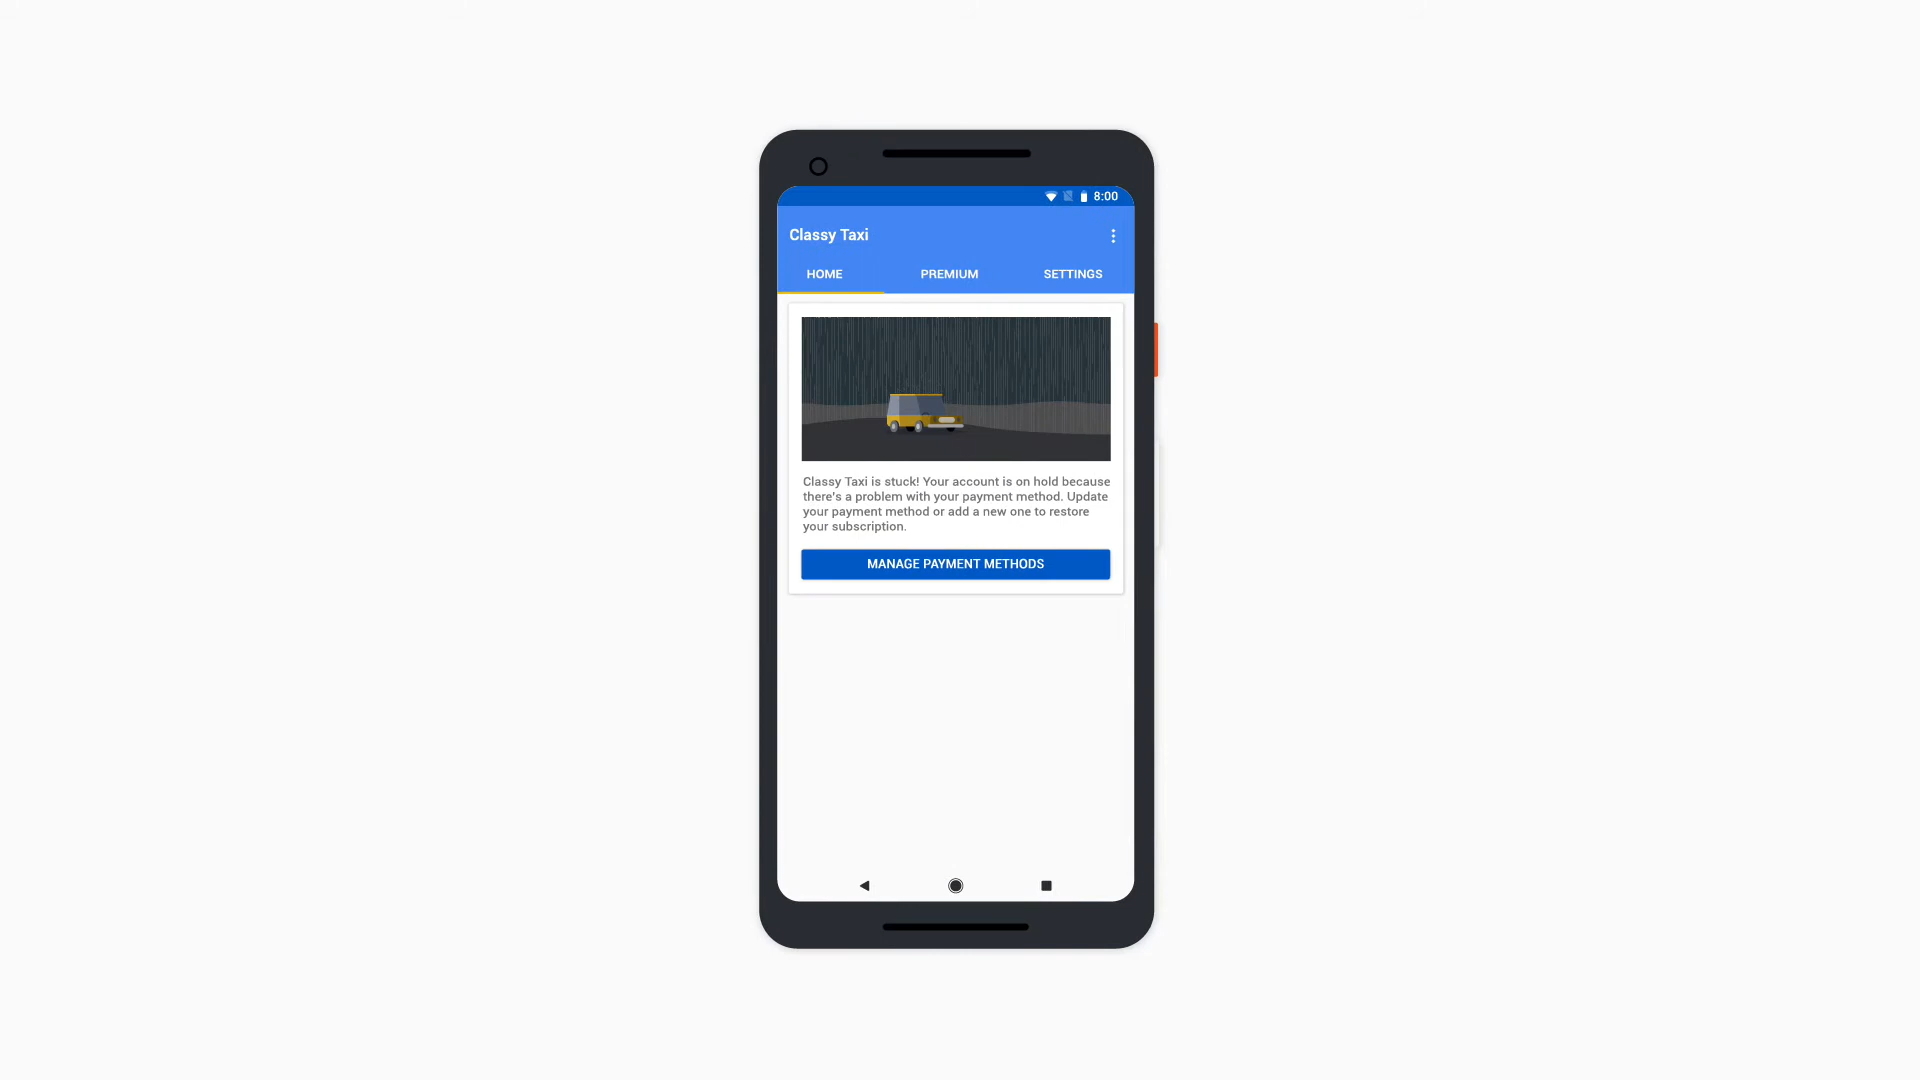 8:00
Classy Taxi
HOME PREMIUM SETTINGS
Classy Taxi is stuck! Your account is on hold because
there's a problem with your payment method. Update
your payment method or add a new one to restore
your subscription.
MANAGE PAYMENT METHODS